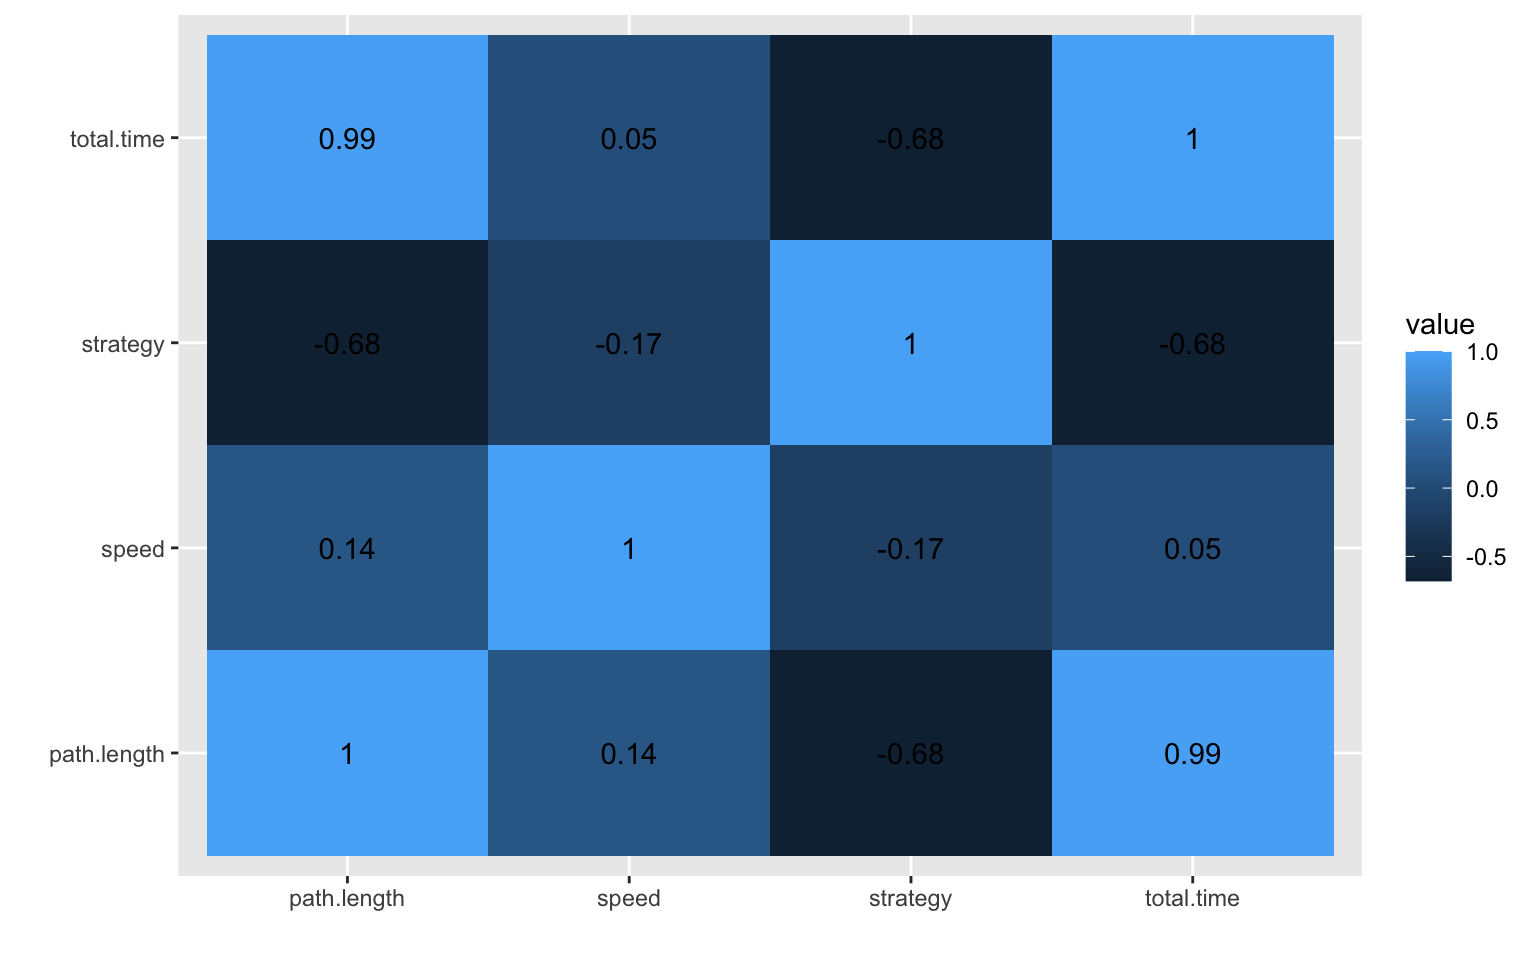 total.time 0.99 0.05 -0.68 1
strategy -0.68 -0.17 1 -0.68
speed 0.14 1 -0.17 0.05
path.length 1 0.14 -0.68 0.99
path.length speed strategy total.time
value
1.0
0.5
0.0
-0.5